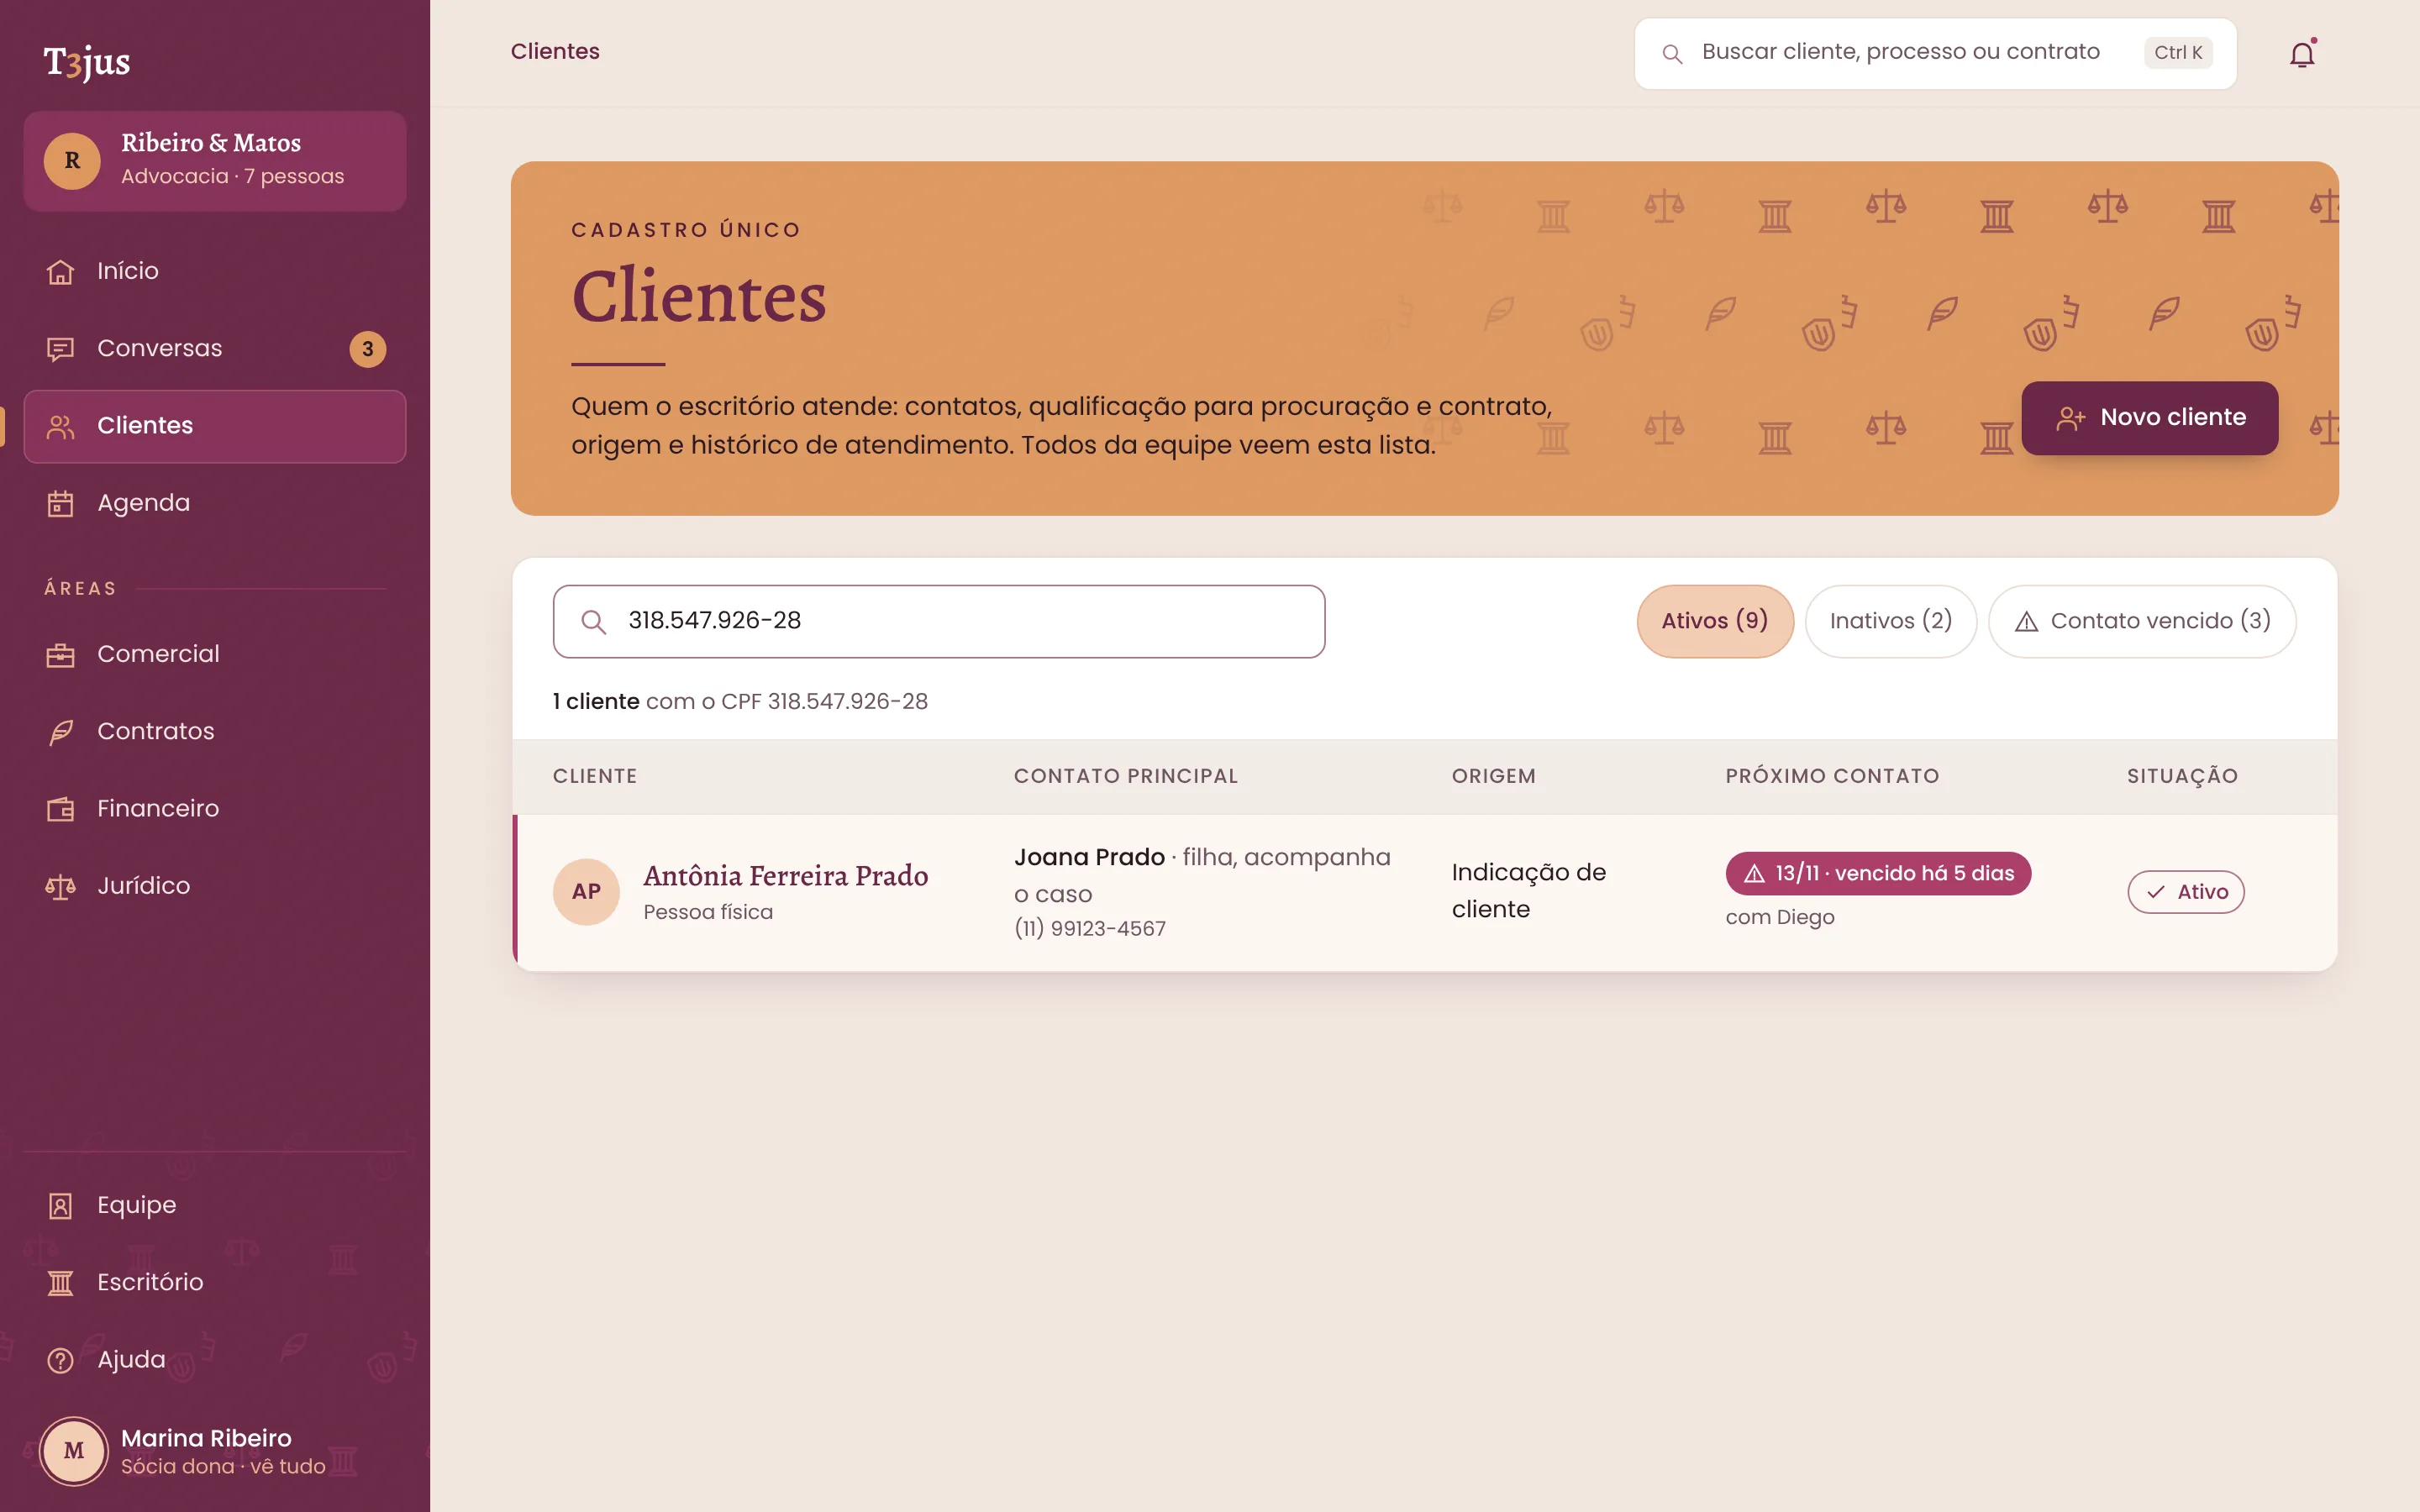 T3jus
R
Ribeiro & Matos
Advocacia · 7 pessoas
Início
Conversas
3
Clientes
Agenda
ÁREAS
Comercial
Contratos
Financeiro
Jurídico
Equipe
Escritório
Ajuda
M
Marina Ribeiro
Sócia dona · vê tudo
Clientes
Buscar cliente, processo ou contrato
Ctrl K
CADASTRO ÚNICO
Clientes
Quem o escritório atende: contatos, qualificação para procuração e contrato,
origem e histórico de atendimento. Todos da equipe veem esta lista.
Novo cliente
318.547.926-28
Ativos (9)
Inativos (2)
Contato vencido (3)
1 cliente com o CPF 318.547.926-28
CLIENTE
CONTATO PRINCIPAL
ORIGEM
PRÓXIMO CONTATO
SITUAÇÃO
AP
Antônia Ferreira Prado
Pessoa física
Joana Prado · filha, acompanha
o caso
(11) 99123-4567
Indicação de
cliente
13/11 · vencido há 5 dias
com Diego
Ativo